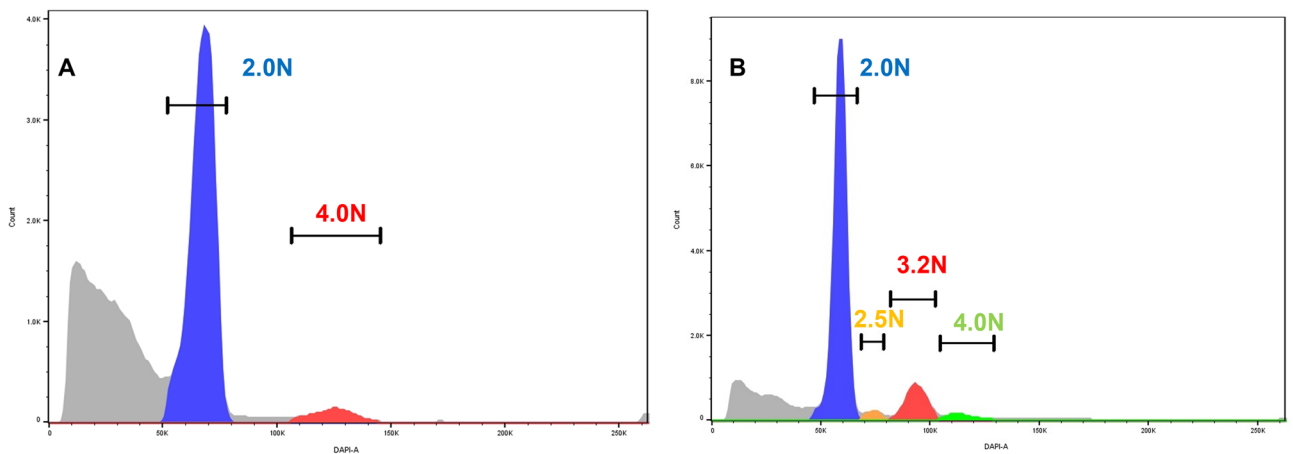 A
2.0N
4.0N
4.0K
3.0K
2.0K
1.0K
0
Count
0
50K
100K
150K
200K
250K
DAPI-A
B
2.0N
3.2N
2.5N
4.0N
8.0K
6.0K
4.0K
2.0K
0
Count
0
50K
100K
150K
200K
250K
DAPI-A